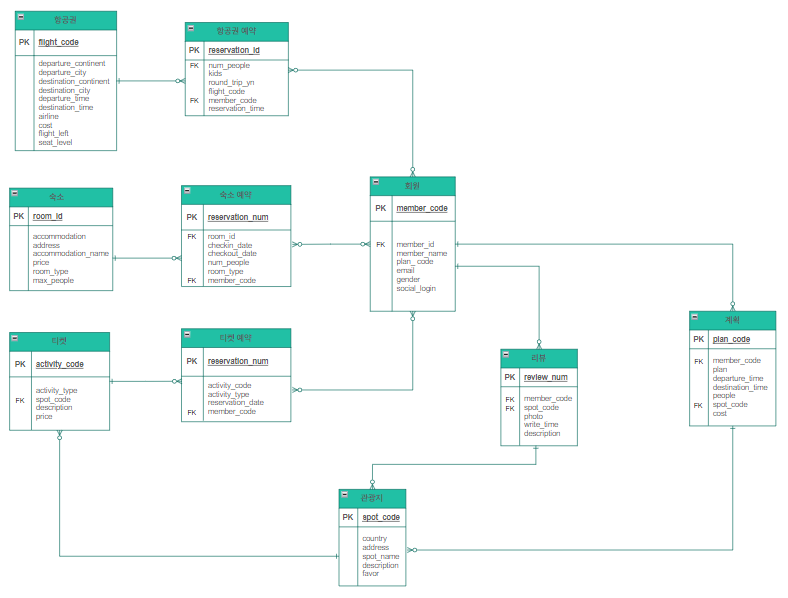 항공권
PK flight_code
departure_continent
departure_city
destination_continent
destination_city
departure_time
destination_time
airline
cost
flight_left
seat_level
항공권 예약
PK reservation_id
FK num_people
kids
round_trip_yn
flight_code
FK member_code
reservation_time
숙소
PK room_id
accommodation
address
accommodation_name
price
room_type
max_people
숙소 예약
PK reservation_num
FK room_id
checkin_date
checkout_date
num_people
room_type
FK member_code
회원
PK member_code
FK member_id
member_name
plan_code
email
gender
social_login
티켓
PK activity_code
activity_type
FK spot_code
description
price
티켓 예약
PK reservation_num
activity_code
activity_type
reservation_date
FK member_code
리뷰
PK review_num
FK member_code
FK spot_code
photo
write_time
description
계획
PK plan_code
FK member_code
plan
departure_time
destination_time
people
FK spot_code
cost
관광지
PK spot_code
country
address
spot_name
description
favor